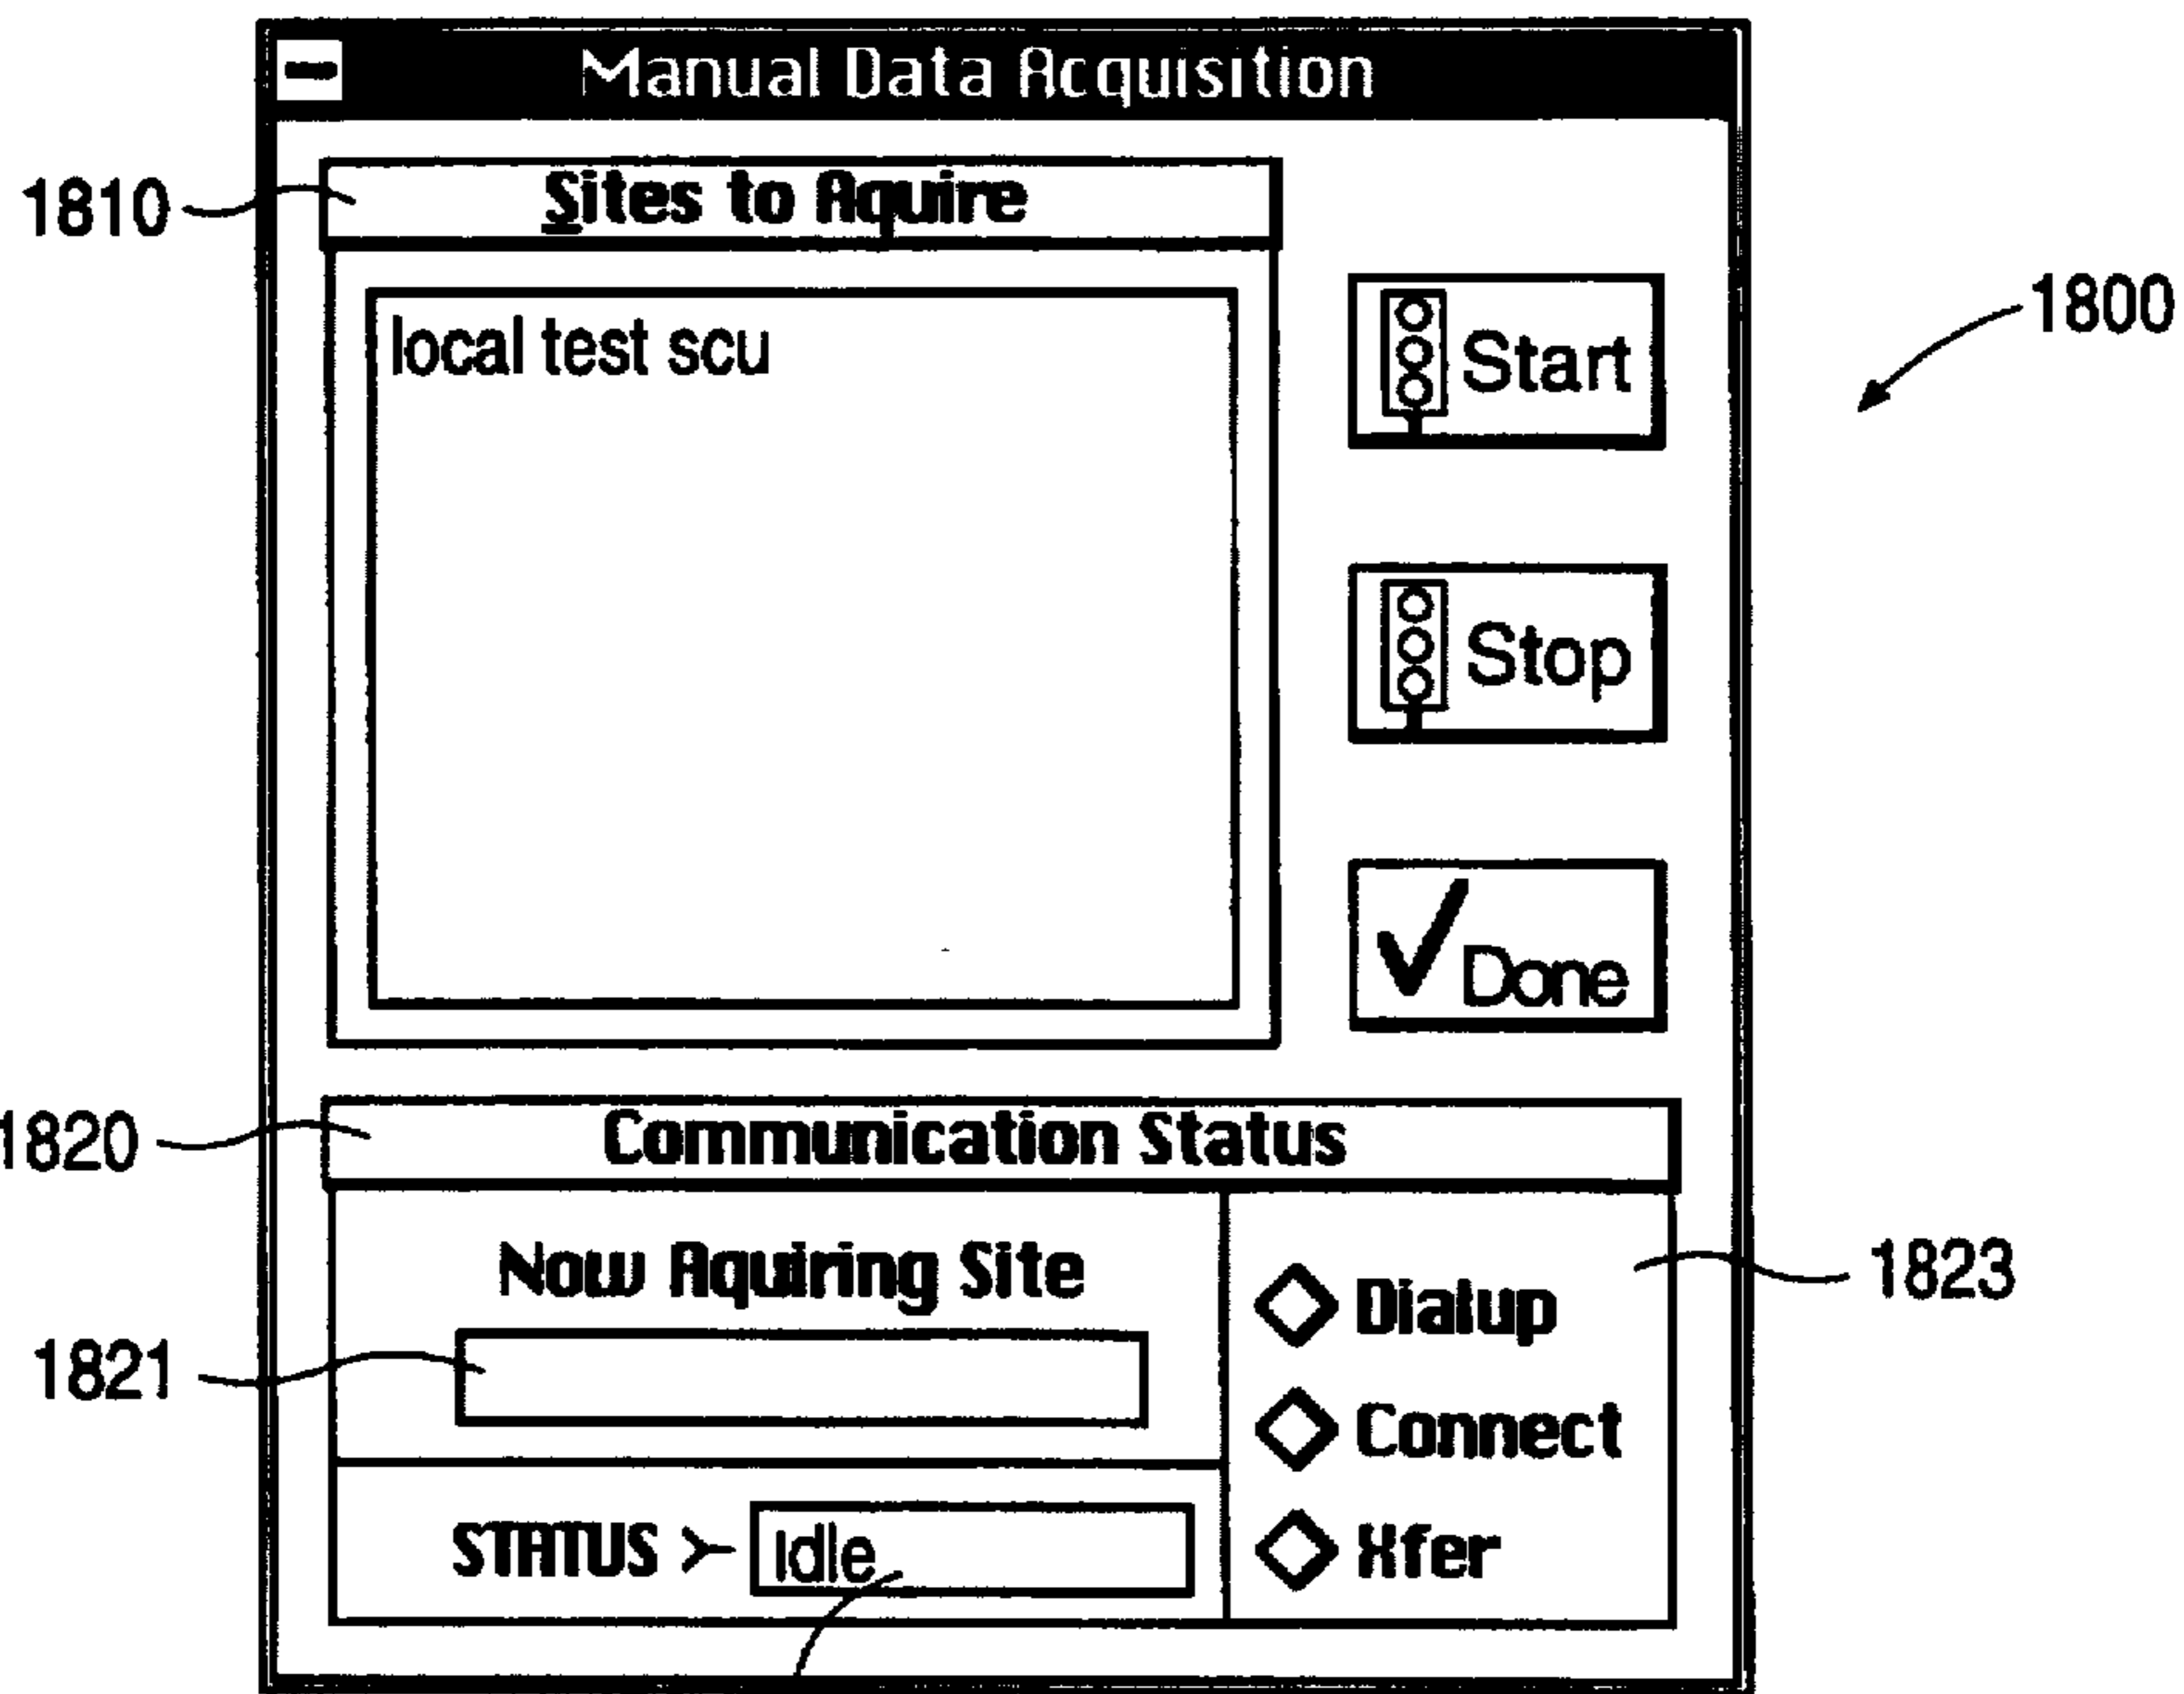 Manual Data Acquisition
1810
Sites to Aquire
local test scu
Start
1800
Stop
Done
1820
Communication Status
Now Aquiring Site
1821
Dialup
1823
Connect
STATUS >- Idle
Xfer